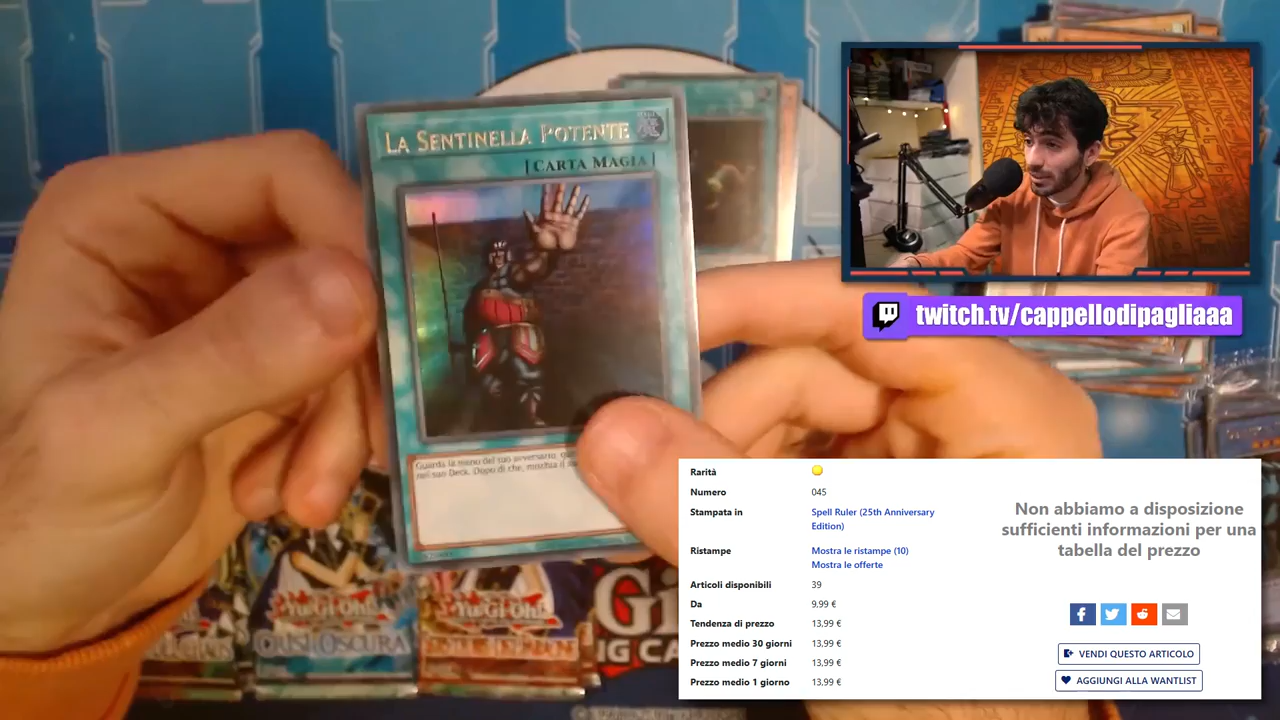 LA SENTINELLA POTENTE
[CARTA MAGIA]
Guarda la mano del tuo avversario,
nel suo Deck. Dopo di che, mischia il
twitch.tv/cappellodipagliaaa
Rarità
Numero 045
Stampata in Spell Ruler (25th Anniversary
Edition)
Ristampe Mostra le ristampe (10)
Mostra le offerte
Articoli disponibili 39
Da 9,99 €
Tendenza di prezzo 13,99 €
Prezzo medio 30 giorni 13,99 €
Prezzo medio 7 giorni 13,99 €
Prezzo medio 1 giorno 13,99 €
Non abbiamo a disposizione
sufficienti informazioni per una
tabella del prezzo
VENDI QUESTO ARTICOLO
AGGIUNGI ALLA WANTLIST
Yu-Gi-Oh!
CRISI OSCURA
Yu-Gi-Oh!